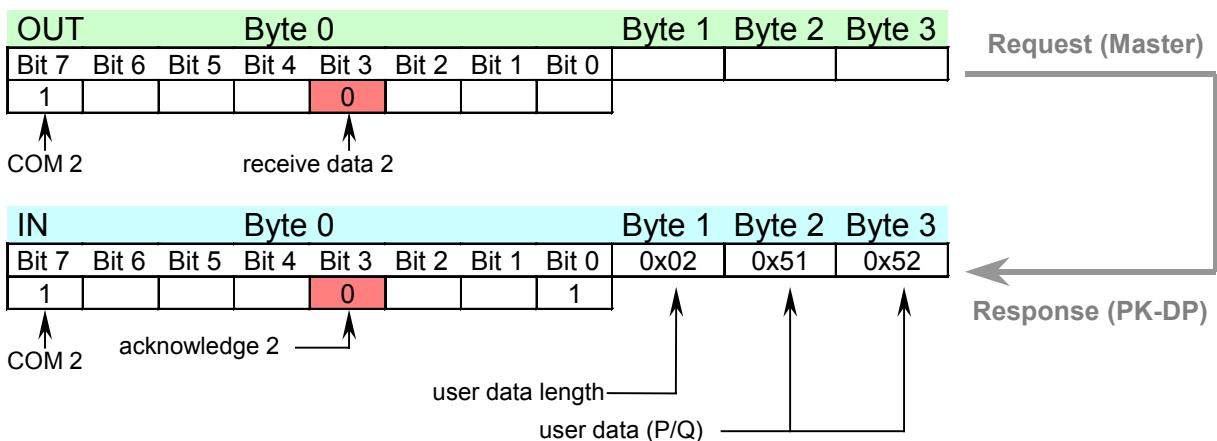 OUT Byte 0 Byte 1 Byte 2 Byte 3
Request (Master)
Bit 7 Bit 6 Bit 5 Bit 4 Bit 3 Bit 2 Bit 1 Bit 0
1 0
COM 2 receive data 2
IN Byte 0 Byte 1 Byte 2 Byte 3
Bit 7 Bit 6 Bit 5 Bit 4 Bit 3 Bit 2 Bit 1 Bit 0 0x02 0x51 0x52
1 0 1
Response (PK-DP)
acknowledge 2
COM 2
user data length
user data (P/Q)